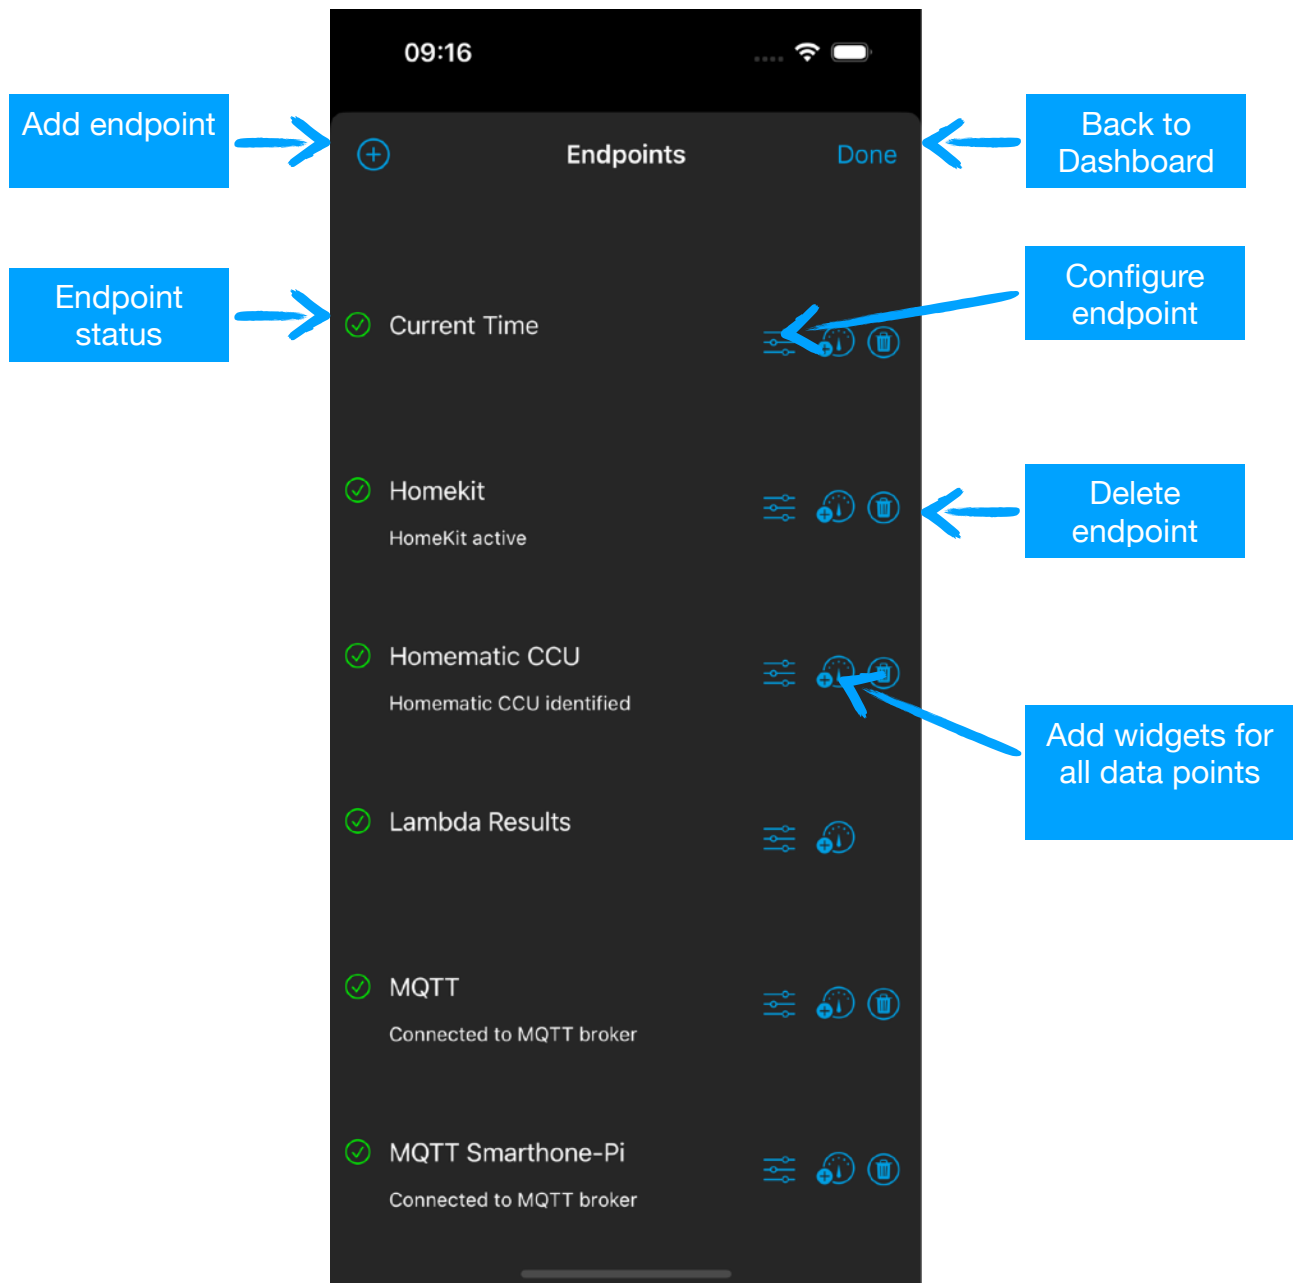 09:16
Add endpoint
Endpoints
Done
Back to
Dashboard
Endpoint
status
Current Time
Configure
endpoint
Homekit
HomeKit active
Delete
endpoint
Homematic CCU
Homematic CCU identified
Add widgets for
all data points
Lambda Results
MQTT
Connected to MQTT broker
MQTT Smarthone-Pi
Connected to MQTT broker